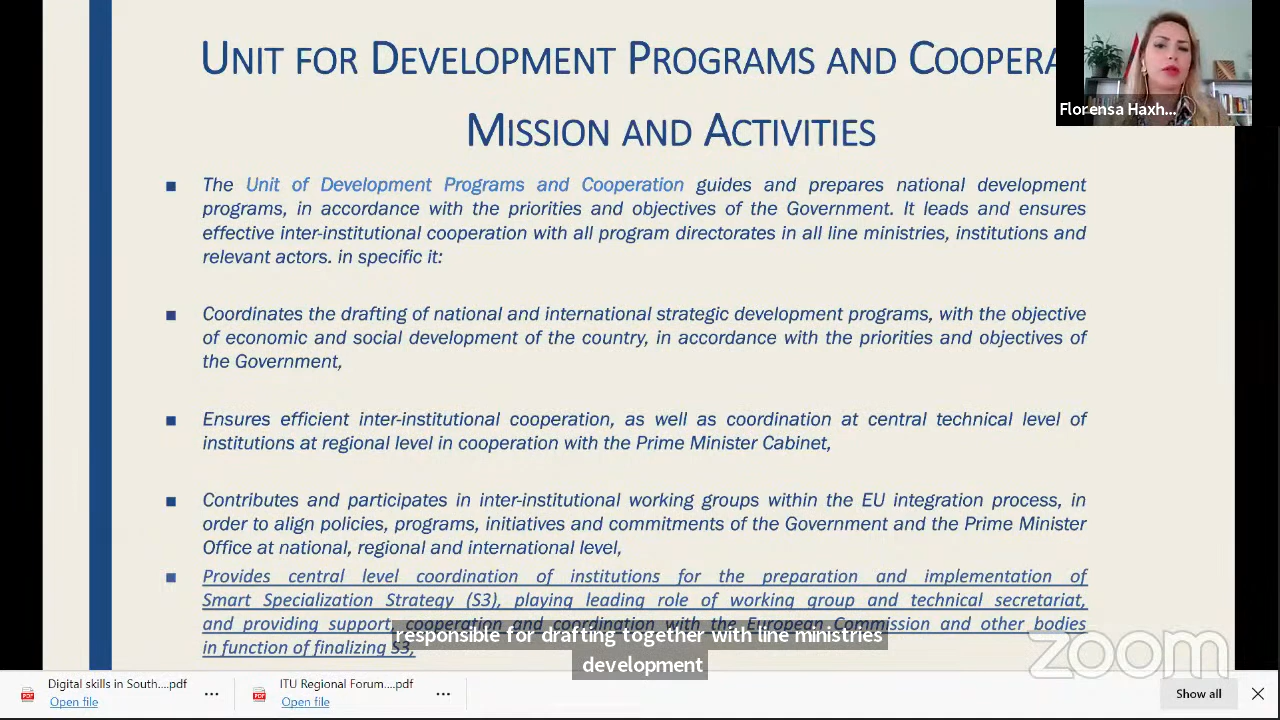 UNIT FOR DEVELOPMENT PROGRAMS AND COOPERA
MISSION AND ACTIVITIES
Florensa Haxh...
■ The Unit of Development Programs and Cooperation guides and prepares national development
programs, in accordance with the priorities and objectives of the Government. It leads and ensures
effective inter-institutional cooperation with all program directorates in all line ministries, institutions and
relevant actors. in specific it:
■ Coordinates the drafting of national and international strategic development programs, with the objective
of economic and social development of the country, in accordance with the priorities and objectives of
the Government,
■ Ensures efficient inter-institutional cooperation, as well as coordination at central technical level of
institutions at regional level in cooperation with the Prime Minister Cabinet,
■ Contributes and participates in inter-institutional working groups within the EU integration process, in
order to align policies, programs, initiatives and commitments of the Government and the Prime Minister
Office at national, regional and international level,
■ Provides central level coordination of institutions for the preparation and implementation of
Smart Specialization Strategy (S3), playing leading role of working group and technical secretariat,
and providing support, cooperation and coordination with the European Commission and other bodies
in function of finalizing S3,
responsible for drafting together with line ministries
development
zoom
Digital skills in South....pdf
Open file
ITU Regional Forum....pdf
Open file
Show all